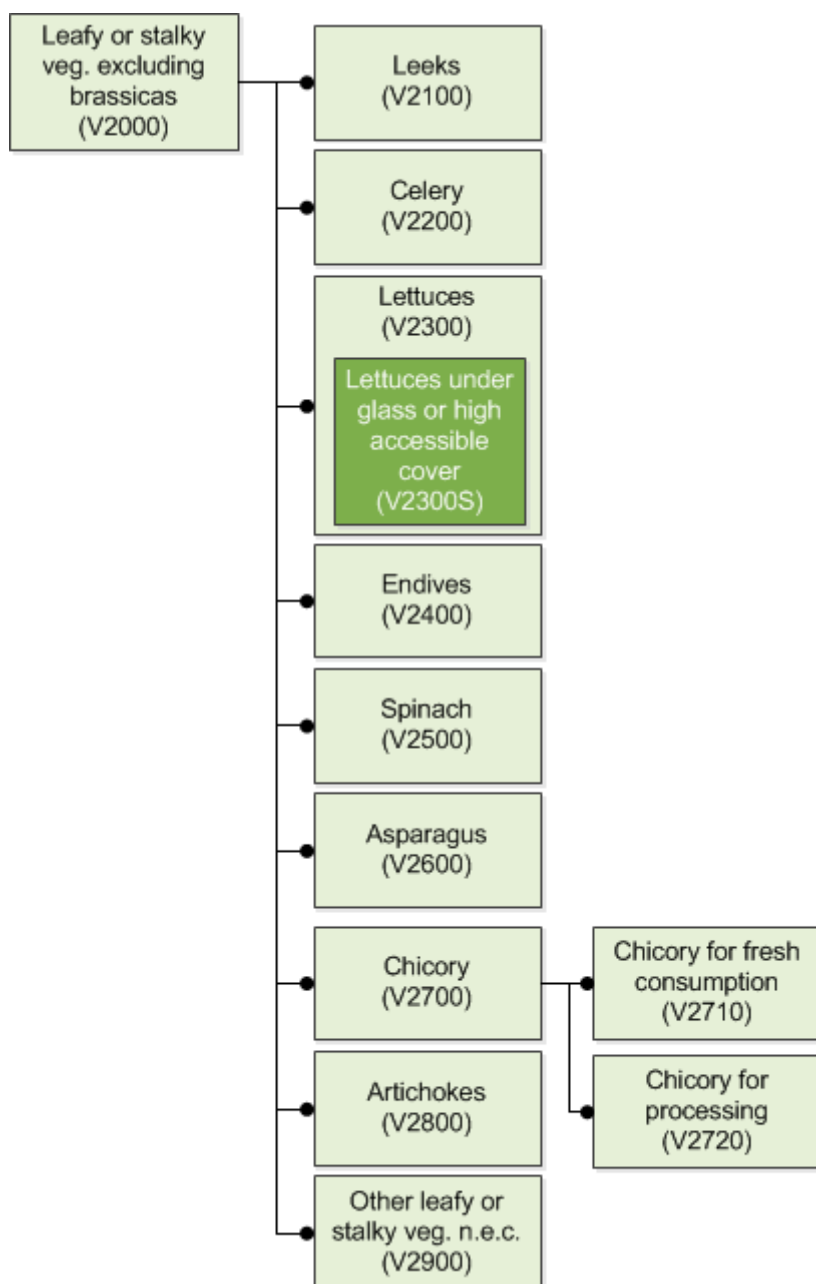 Leafy or stalky
veg. excluding
brassicas
(V2000)
Leeks
(V2100)
Celery
(V2200)
Lettuces
(V2300)
Lettuces under
glass or high
accessible
cover
(V2300S)
Endives
(V2400)
Spinach
(V2500)
Asparagus
(V2600)
Chicory
(V2700)
Chicory for fresh
consumption
(V2710)
Chicory for
processing
(V2720)
Artichokes
(V2800)
Other leafy or
stalky veg. n.e.c.
(V2900)